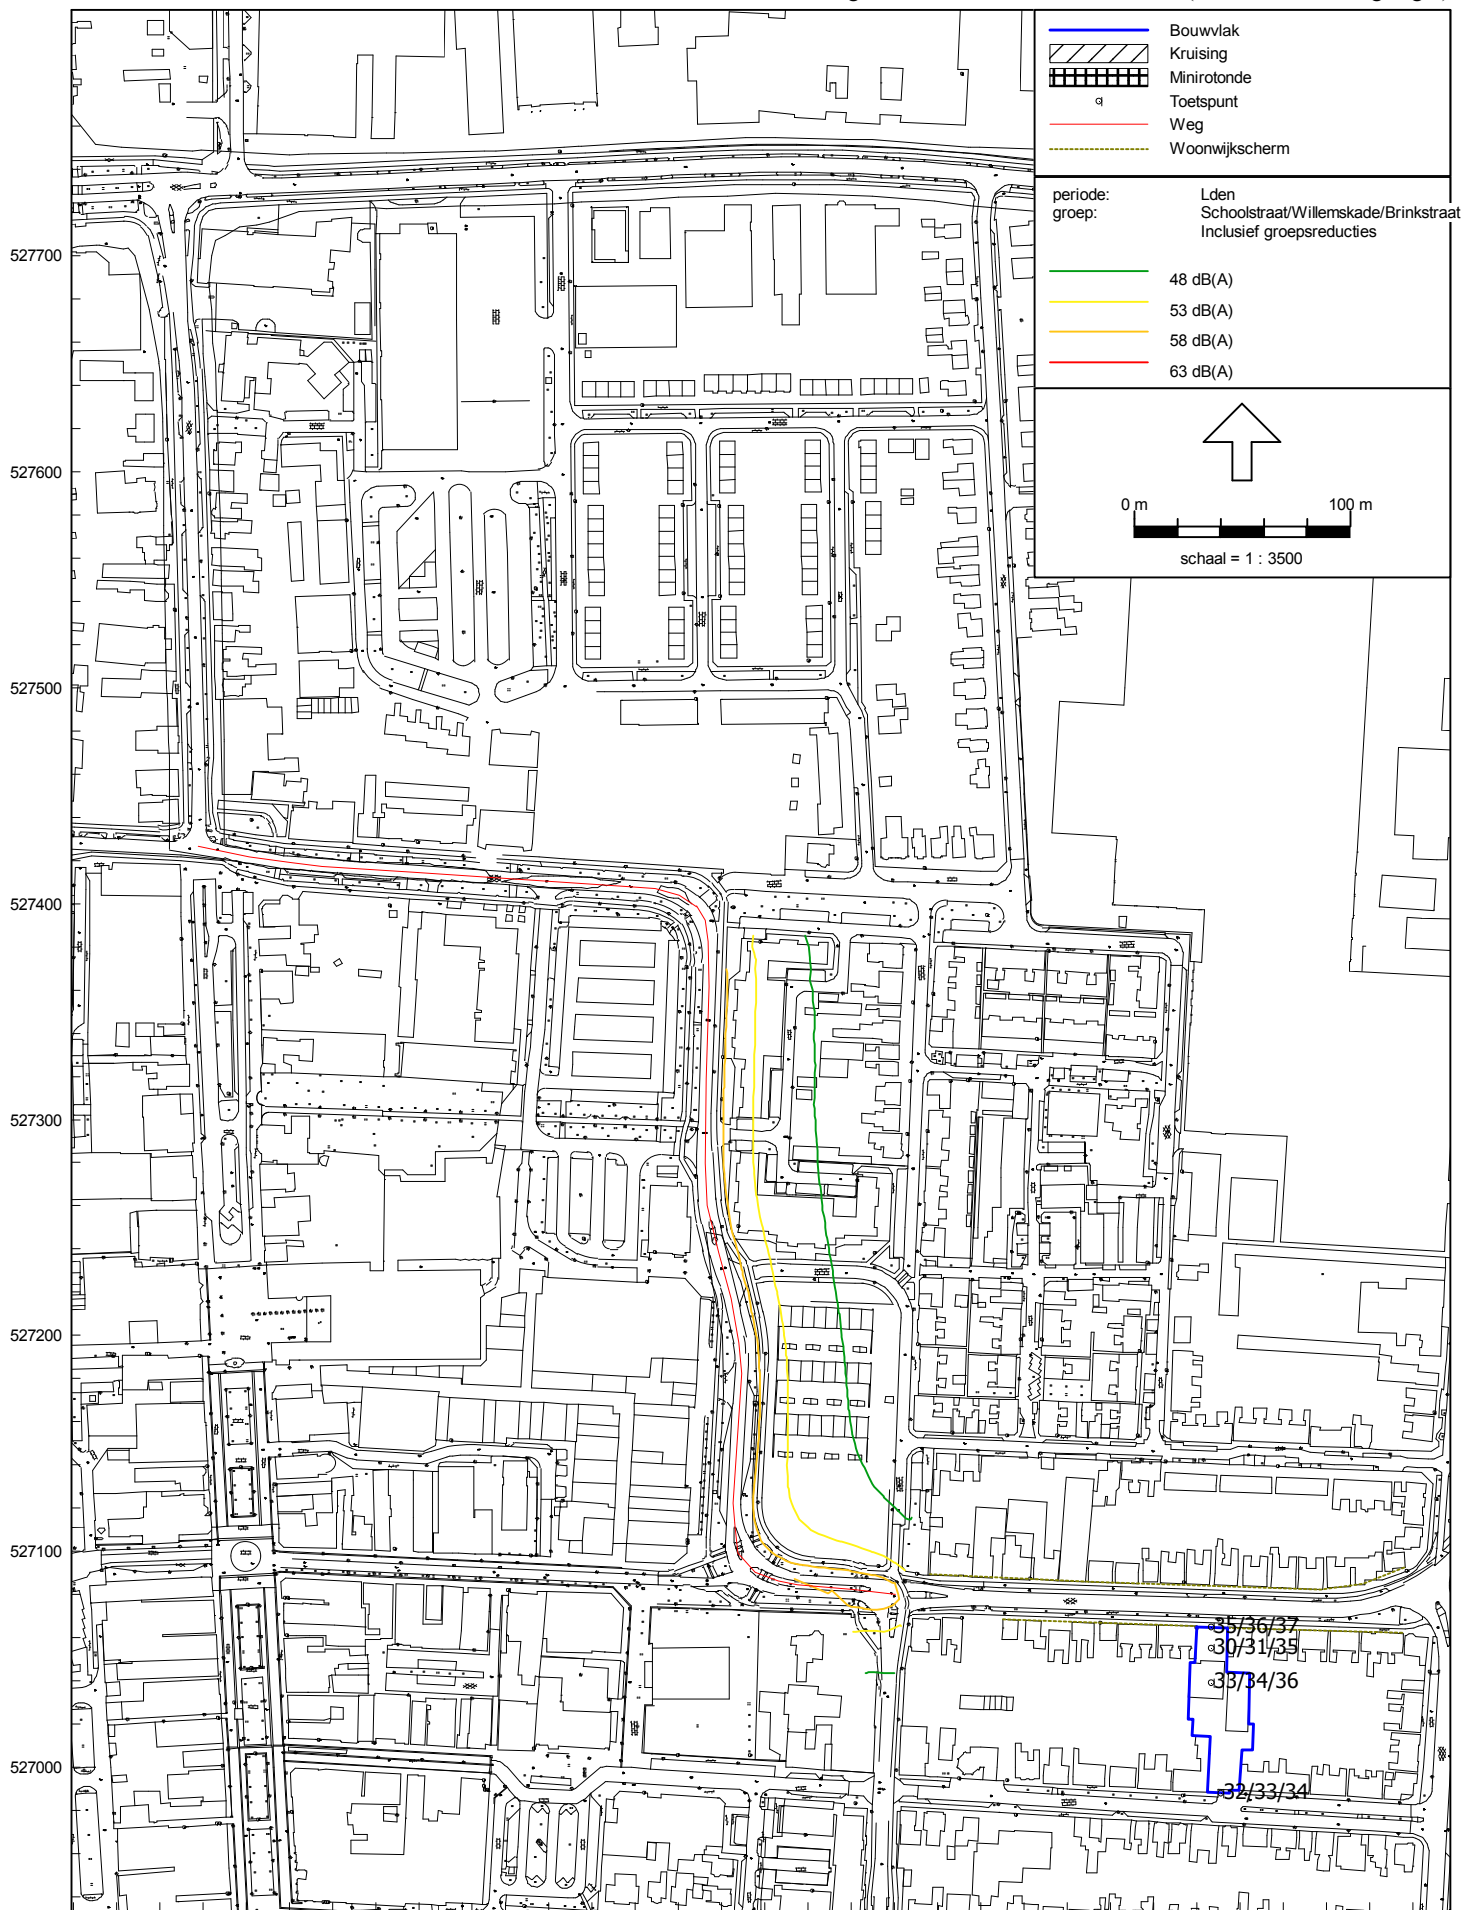 Bouwvlak
Kruising
Minirotonde
Toetspunt
Weg
Woonwijkscherm
periode: Lden
groep: Schoolstraat/Willemskade/Brinkstraat
Inclusief groepsreducties
48 dB(A)
53 dB(A)
58 dB(A)
63 dB(A)
0 m 100 m
schaal = 1 : 3500
527700
527600
527500
527400
527300
527200
527100
527000
35/36/37
30/31/35
33/34/36
32/33/34